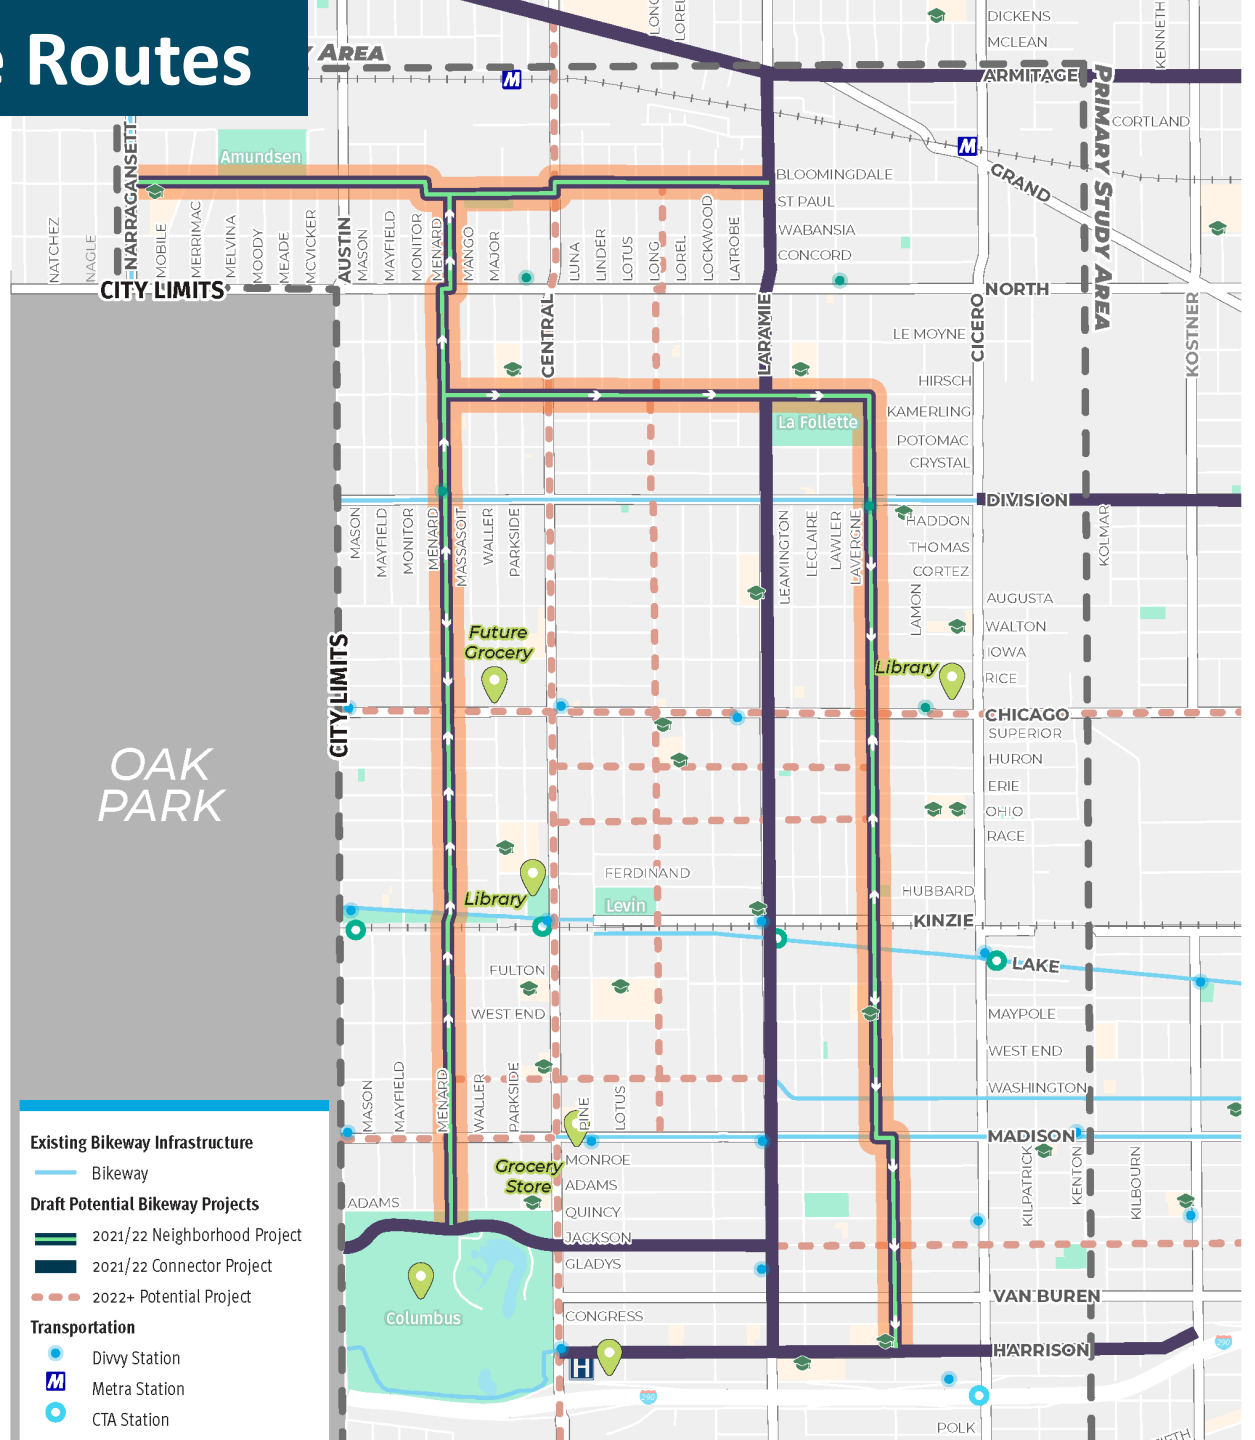 Routes
AREA
LONG
LOREL
DICKENS
MCLEAN
KENNETH
ARMITAGE
PRIMARY STUDY AREA
CORTLAND
GRAND
NARRAGANSETT
Amundsen
BLOOMINGDALE
ST PAUL
WABANSIA
CONCORD
NATCHEZ
NAGLE
MOBILE
MERRIMAC
MELVINA
MOODY
MEADE
MCVICKER
AUSTIN
MASON
MAYFIELD
MONITOR
MENARD
MANGO
MAJOR
LUNA
LINDER
LOTUS
LONG
LOREL
LOCKWOOD
LATROBE
CITY LIMITS
NORTH
CENTRAL
LARAMIE
CICERO
KOSTNER
LE MOYNE
HIRSCH
KAMERLING
La Follette
POTOMAC
CRYSTAL
DIVISION
MASON
MAYFIELD
MONITOR
MENARD
MASSASOIT
WALLER
PARKSIDE
LEAMINGTON
LECLAIRE
LAWLER
LAVERGNE
HADDON
THOMAS
CORTEZ
KOLMAR
LAMON
AUGUSTA
WALTON
IOWA
RICE
Future
Grocery
Library
CITY LIMITS
CHICAGO
SUPERIOR
HURON
ERIE
OHIO
RACE
OAK
PARK
FERDINAND
Library
Levin
HUBBARD
KINZIE
LAKE
FULTON
WEST END
MAYPOLE
WEST END
WASHINGTON
MASON
MAYFIELD
MENARD
WALLER
PARKSIDE
PINE
LOTUS
MADISON
MONROE
Grocery
Store
ADAMS
ADAMS
QUINCY
JACKSON
GLADYS
KILPATRICK
KENTON
KILBOURN
VAN BUREN
CONGRESS
Columbus
HARRISON
H
290
290
POLK
Existing Bikeway Infrastructure
Bikeway
Draft Potential Bikeway Projects
2021/22 Neighborhood Project
2021/22 Connector Project
2022+ Potential Project
Transportation
Divvy Station
M
Metra Station
CTA Station